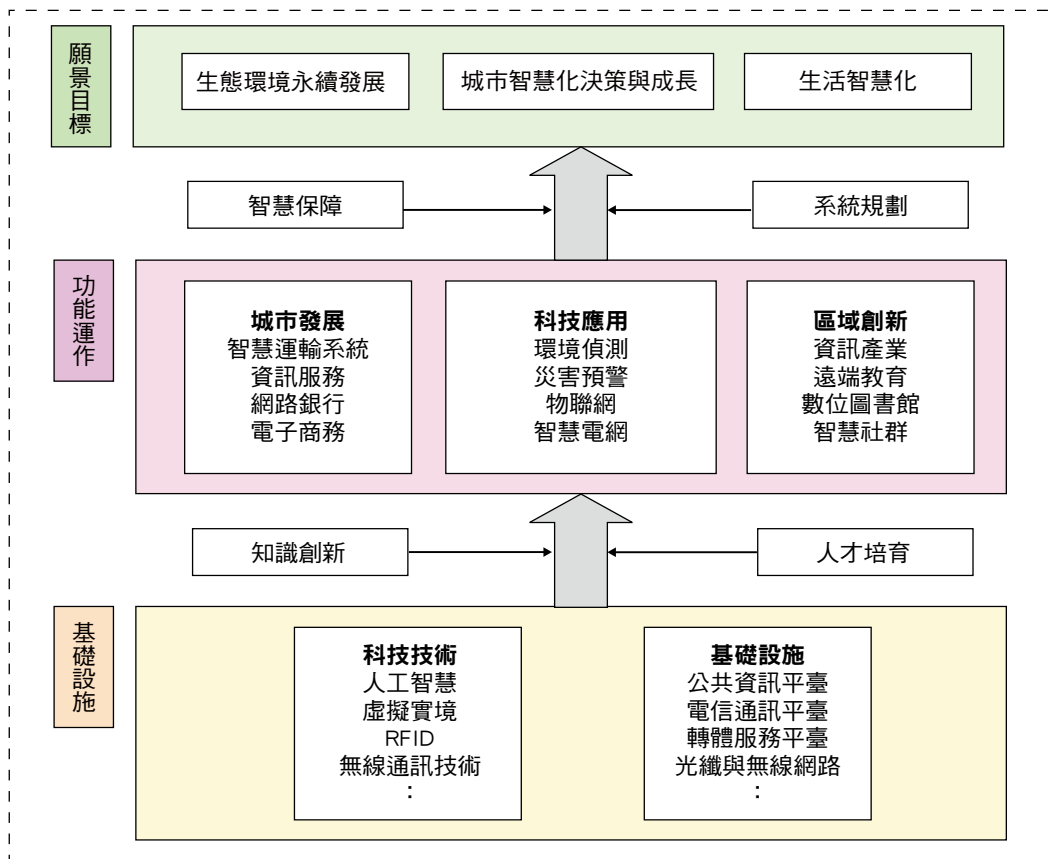 願景目標
生態環境永續發展
城市智慧化決策與成長
生活智慧化
智慧保障
系統規劃
功能運作
城市發展
智慧運輸系統
資訊服務
網路銀行
電子商務
科技應用
環境偵測
災害預警
物聯網
智慧電網
區域創新
資訊產業
遠端教育
數位圖書館
智慧社群
知識創新
人才培育
基礎設施
科技技術
人工智慧
虛擬實境
RFID
無線通訊技術
：
基礎設施
公共資訊平臺
電信通訊平臺
轉體服務平臺
光纖與無線網路
：